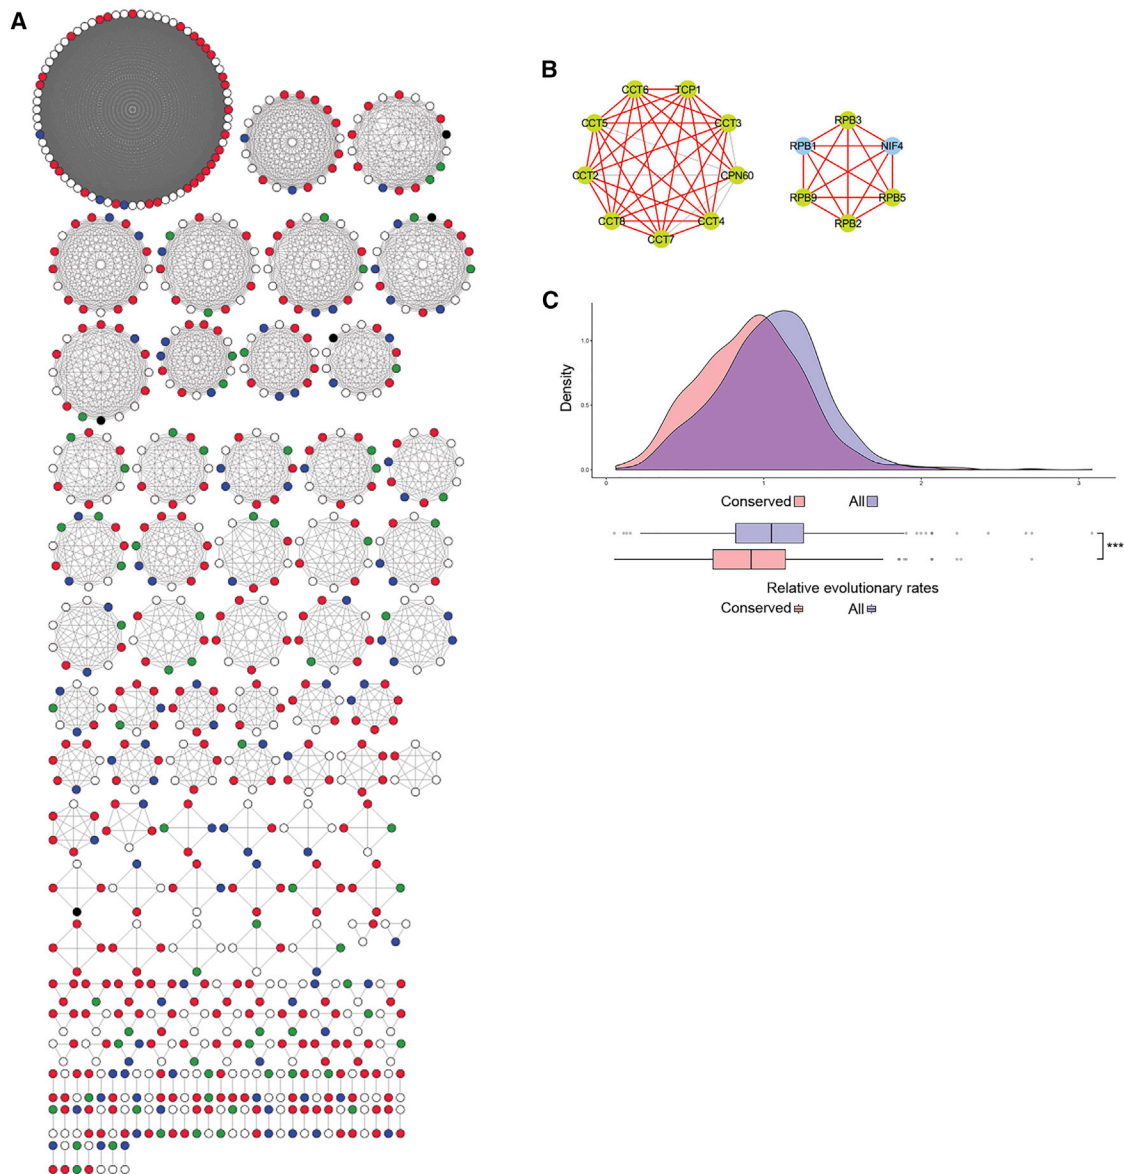 A
B
CCT6 TCP1
CCT5 CCT3
CCT2 CPN60
CCT8 CCT4
CCT7
RPB3
RPB1 NIF4
RPB9 RPB5
RPB2
C
Density
1.0
0.5
0.0
0 1 2 3
Conserved All
***
Relative evolutionary rates
Conserved All